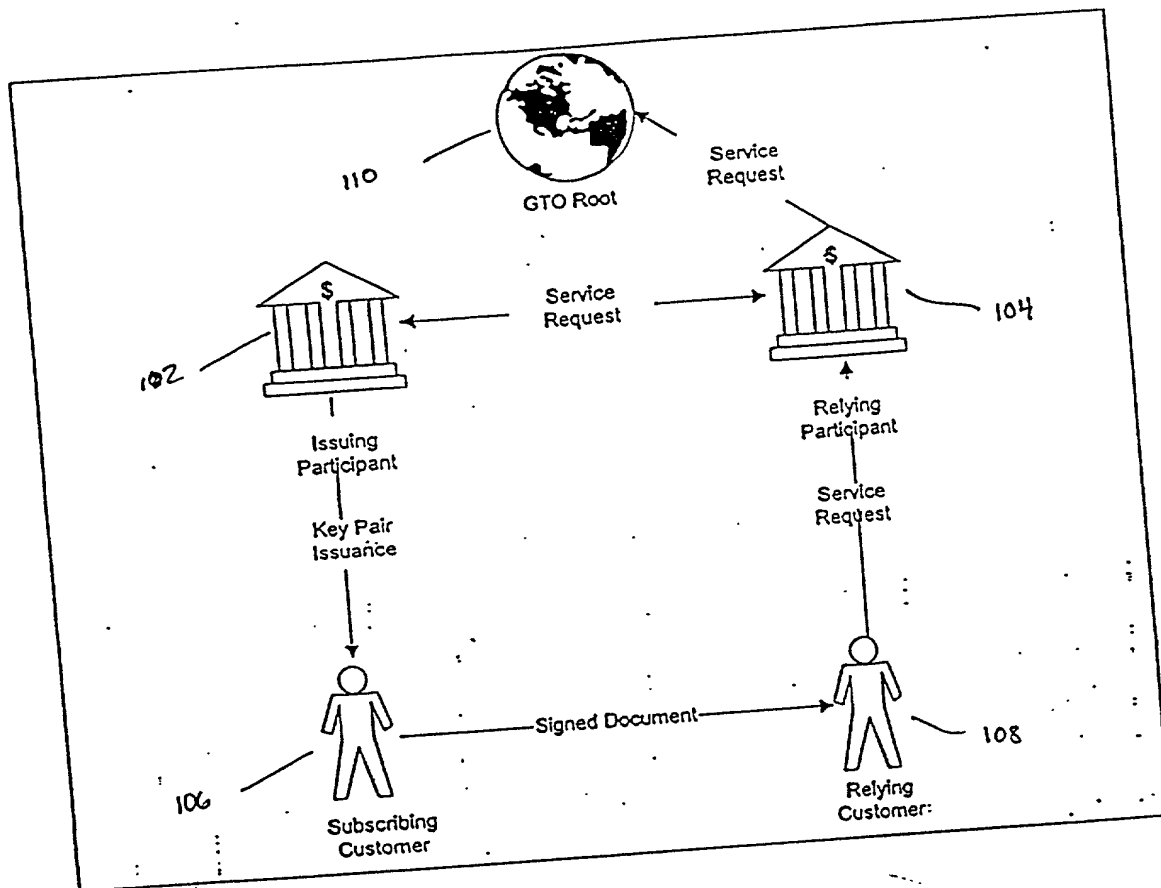 110
GTO Root
Service
Request
$
$
Service
Request
102
104
Issuing
Participant
Relying
Participant
Key Pair
Issuance
Service
Request
Signed Document
106
108
Subscribing
Customer
Relying
Customer: